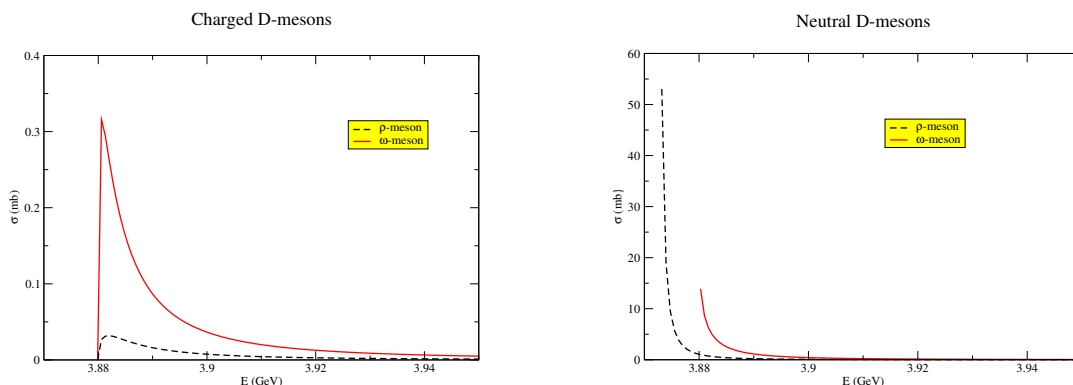 Charged D-mesons
0.4
0.3
0.2
0.1
0
σ (mb)
3.88
3.9
3.92
3.94
E (GeV)
ρ-meson
ω-meson
Neutral D-mesons
60
50
40
30
20
10
0
σ (mb]
3.88
3.9
3.92
3.94
E (GeV)
ρ-meson
ω-meson